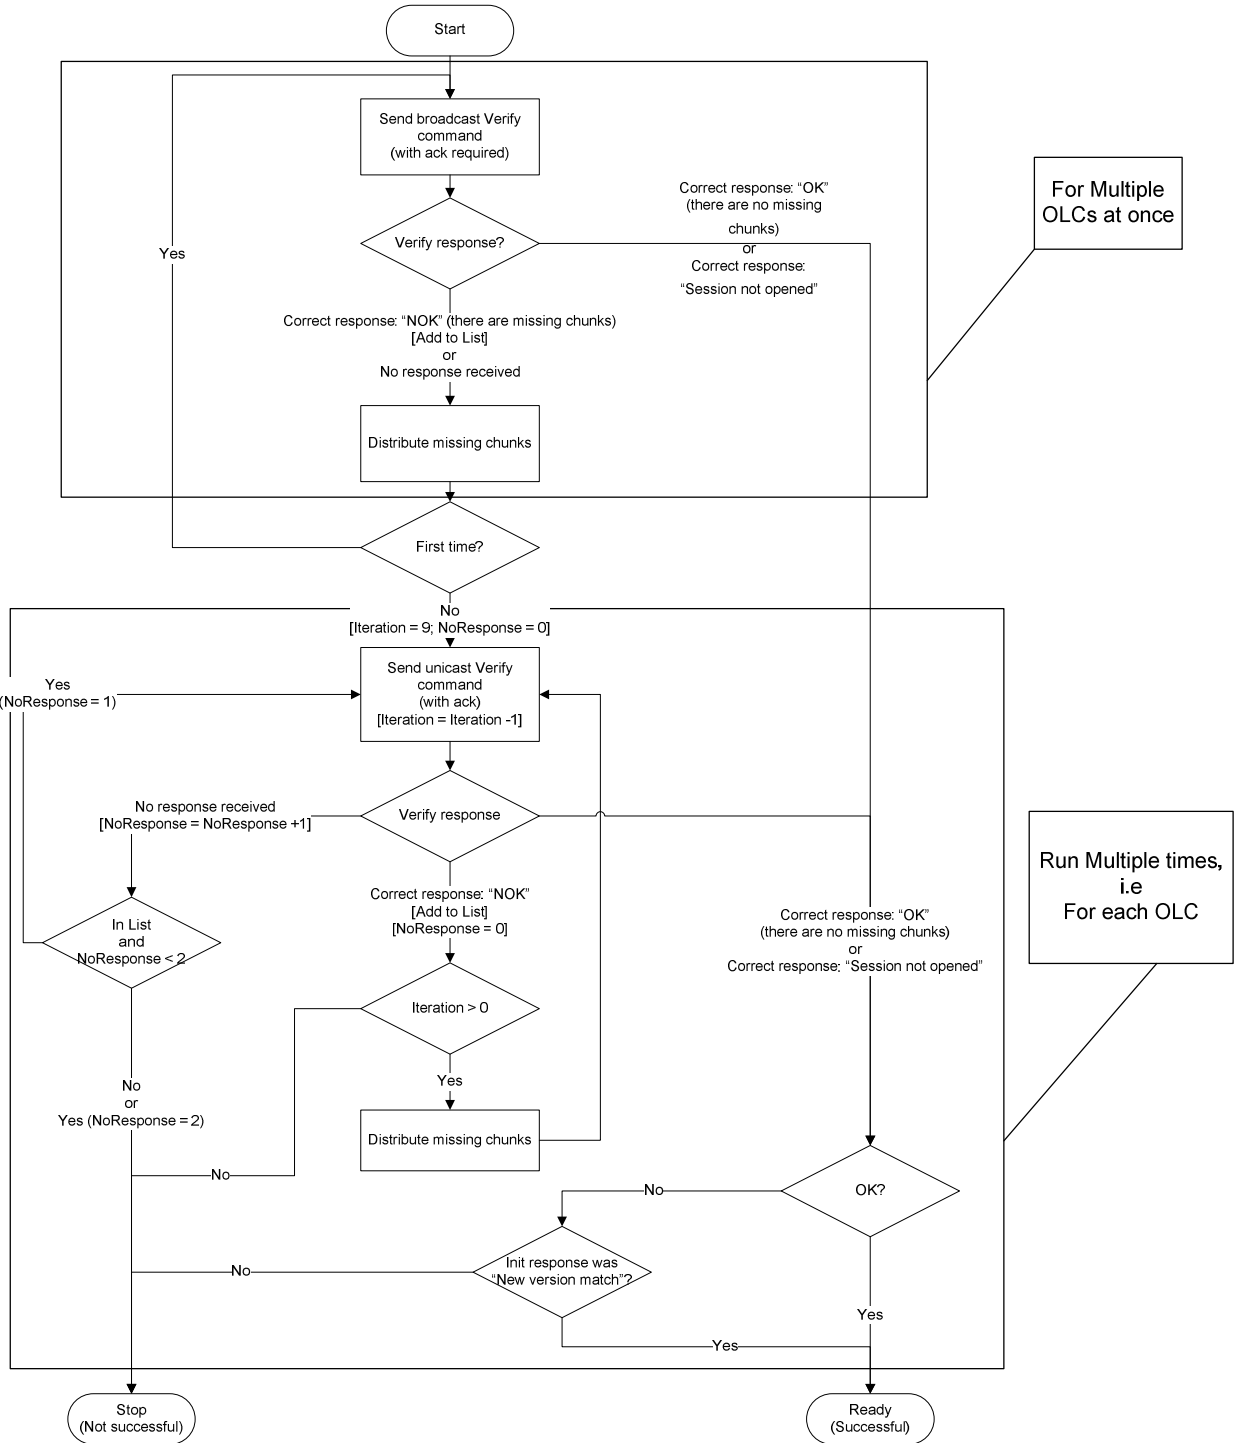 Start
Send broadcast Verify
command
(with ack required)
For Multiple
OLCs at once
Correct response: “OK”
(there are no missing
chunks)
or
Correct response:
“Session not opened”
Verify response?
Yes
Correct response: “NOK” (there are missing chunks)
[Add to List]
or
No response received
Distribute missing chunks
First time?
No
[Iteration = 9; NoResponse = 0]
Send unicast Verify
command
(with ack)
[Iteration = Iteration -1]
Yes
(NoResponse = 1)
No response received
[NoResponse = NoResponse +1]
Verify response
Run Multiple times,
i.e
For each OLC
Correct response: “NOK”
[Add to List]
[NoResponse = 0]
In List
and
NoResponse < 2
Correct response: “OK”
(there are no missing chunks)
or
Correct response: “Session not opened”
Iteration > 0
Yes
No
or
Yes (NoResponse = 2)
Distribute missing chunks
No
OK?
No
Init response was
“New version match”?
No
Yes
Yes
Stop
(Not successful)
Ready
(Successful)